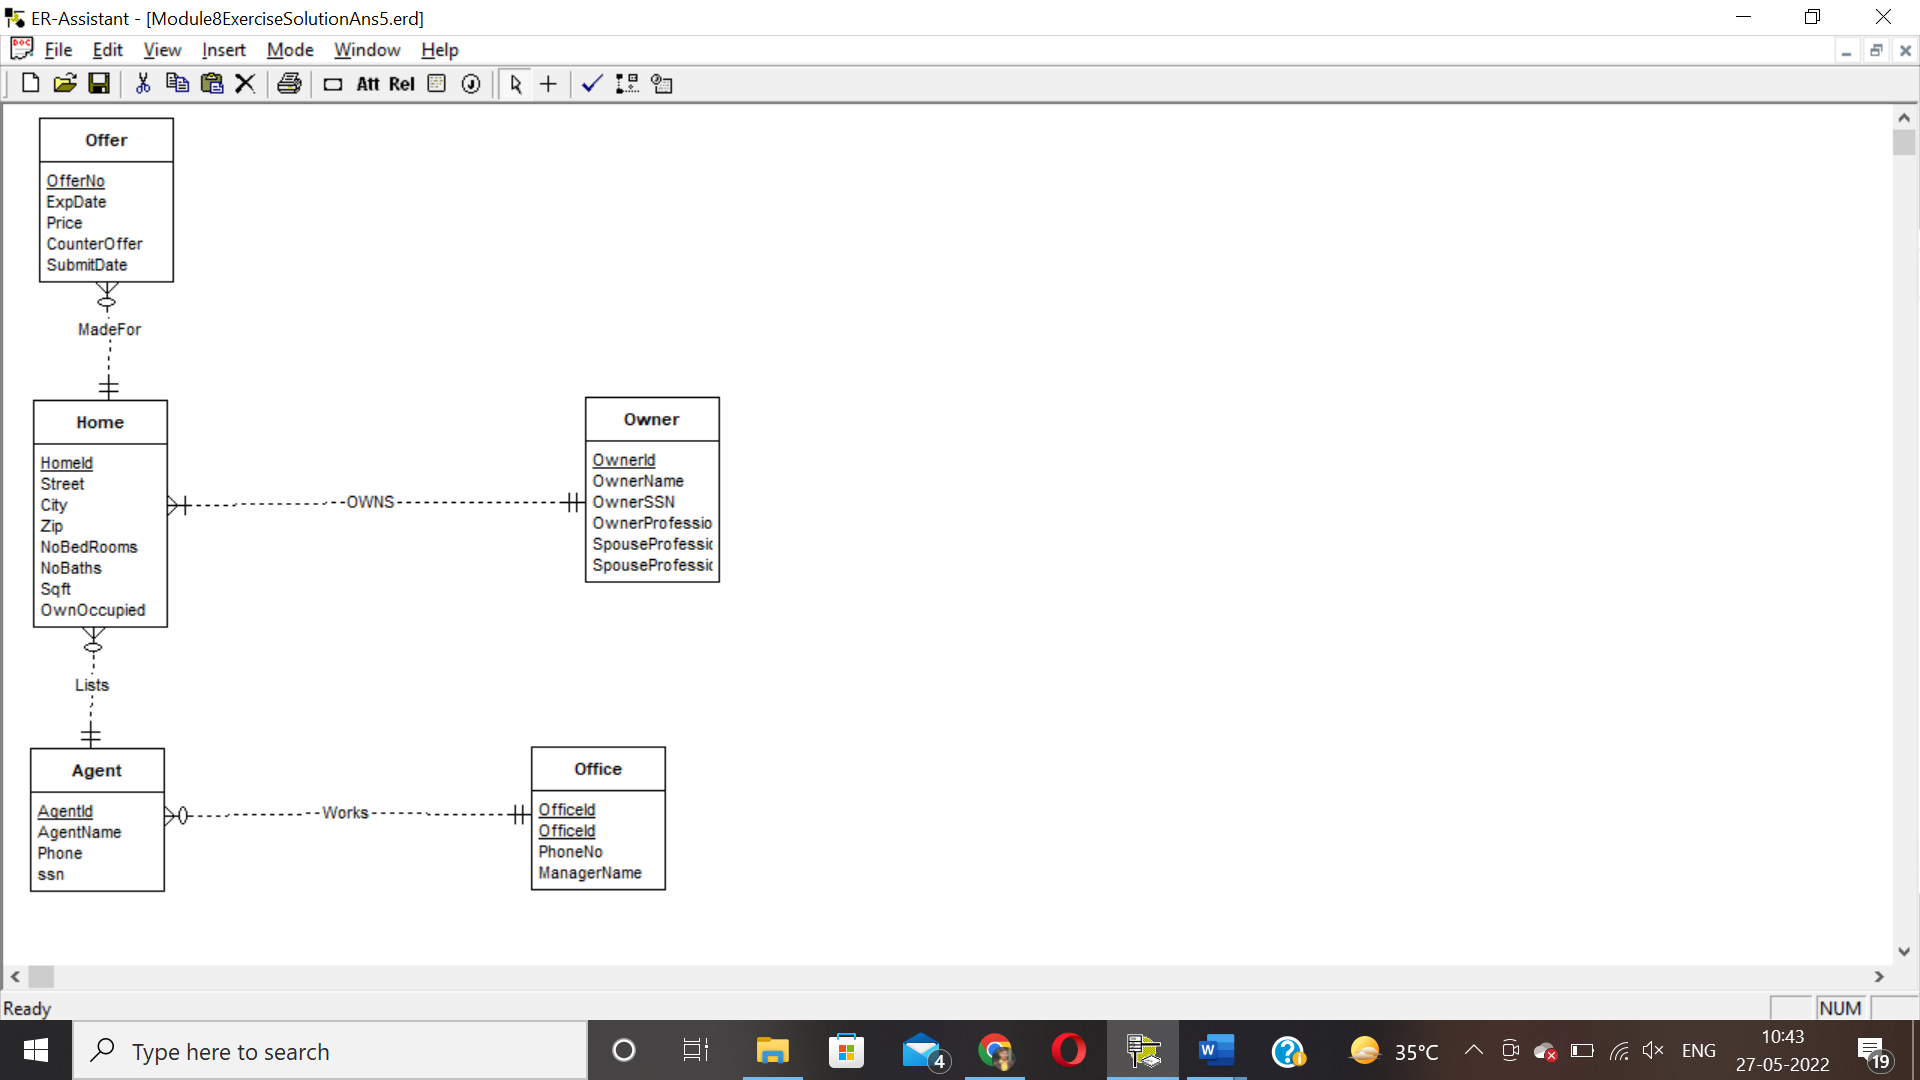 ER-Assistant - [Module8ExerciseSolutionAns5.erd]
File Edit View Insert Mode Window Help
Att Rel
Offer
OfferNo
ExpDate
Price
CounterOffer
SubmitDate
MadeFor
Home
HomeId
Street
City
Zip
NoBedRooms
NoBaths
Sqft
OwnOccupied
OWNS
Owner
OwnerId
OwnerName
OwnerSSN
OwnerProfessio
SpouseProfessic
SpouseProfessic
Lists
Agent
AgentId
AgentName
Phone
ssn
Works
Office
OfficeId
OfficeId
PhoneNo
ManagerName
Ready
NUM
Type here to search
4
W
35°C
ENG
10:43
27-05-2022
19